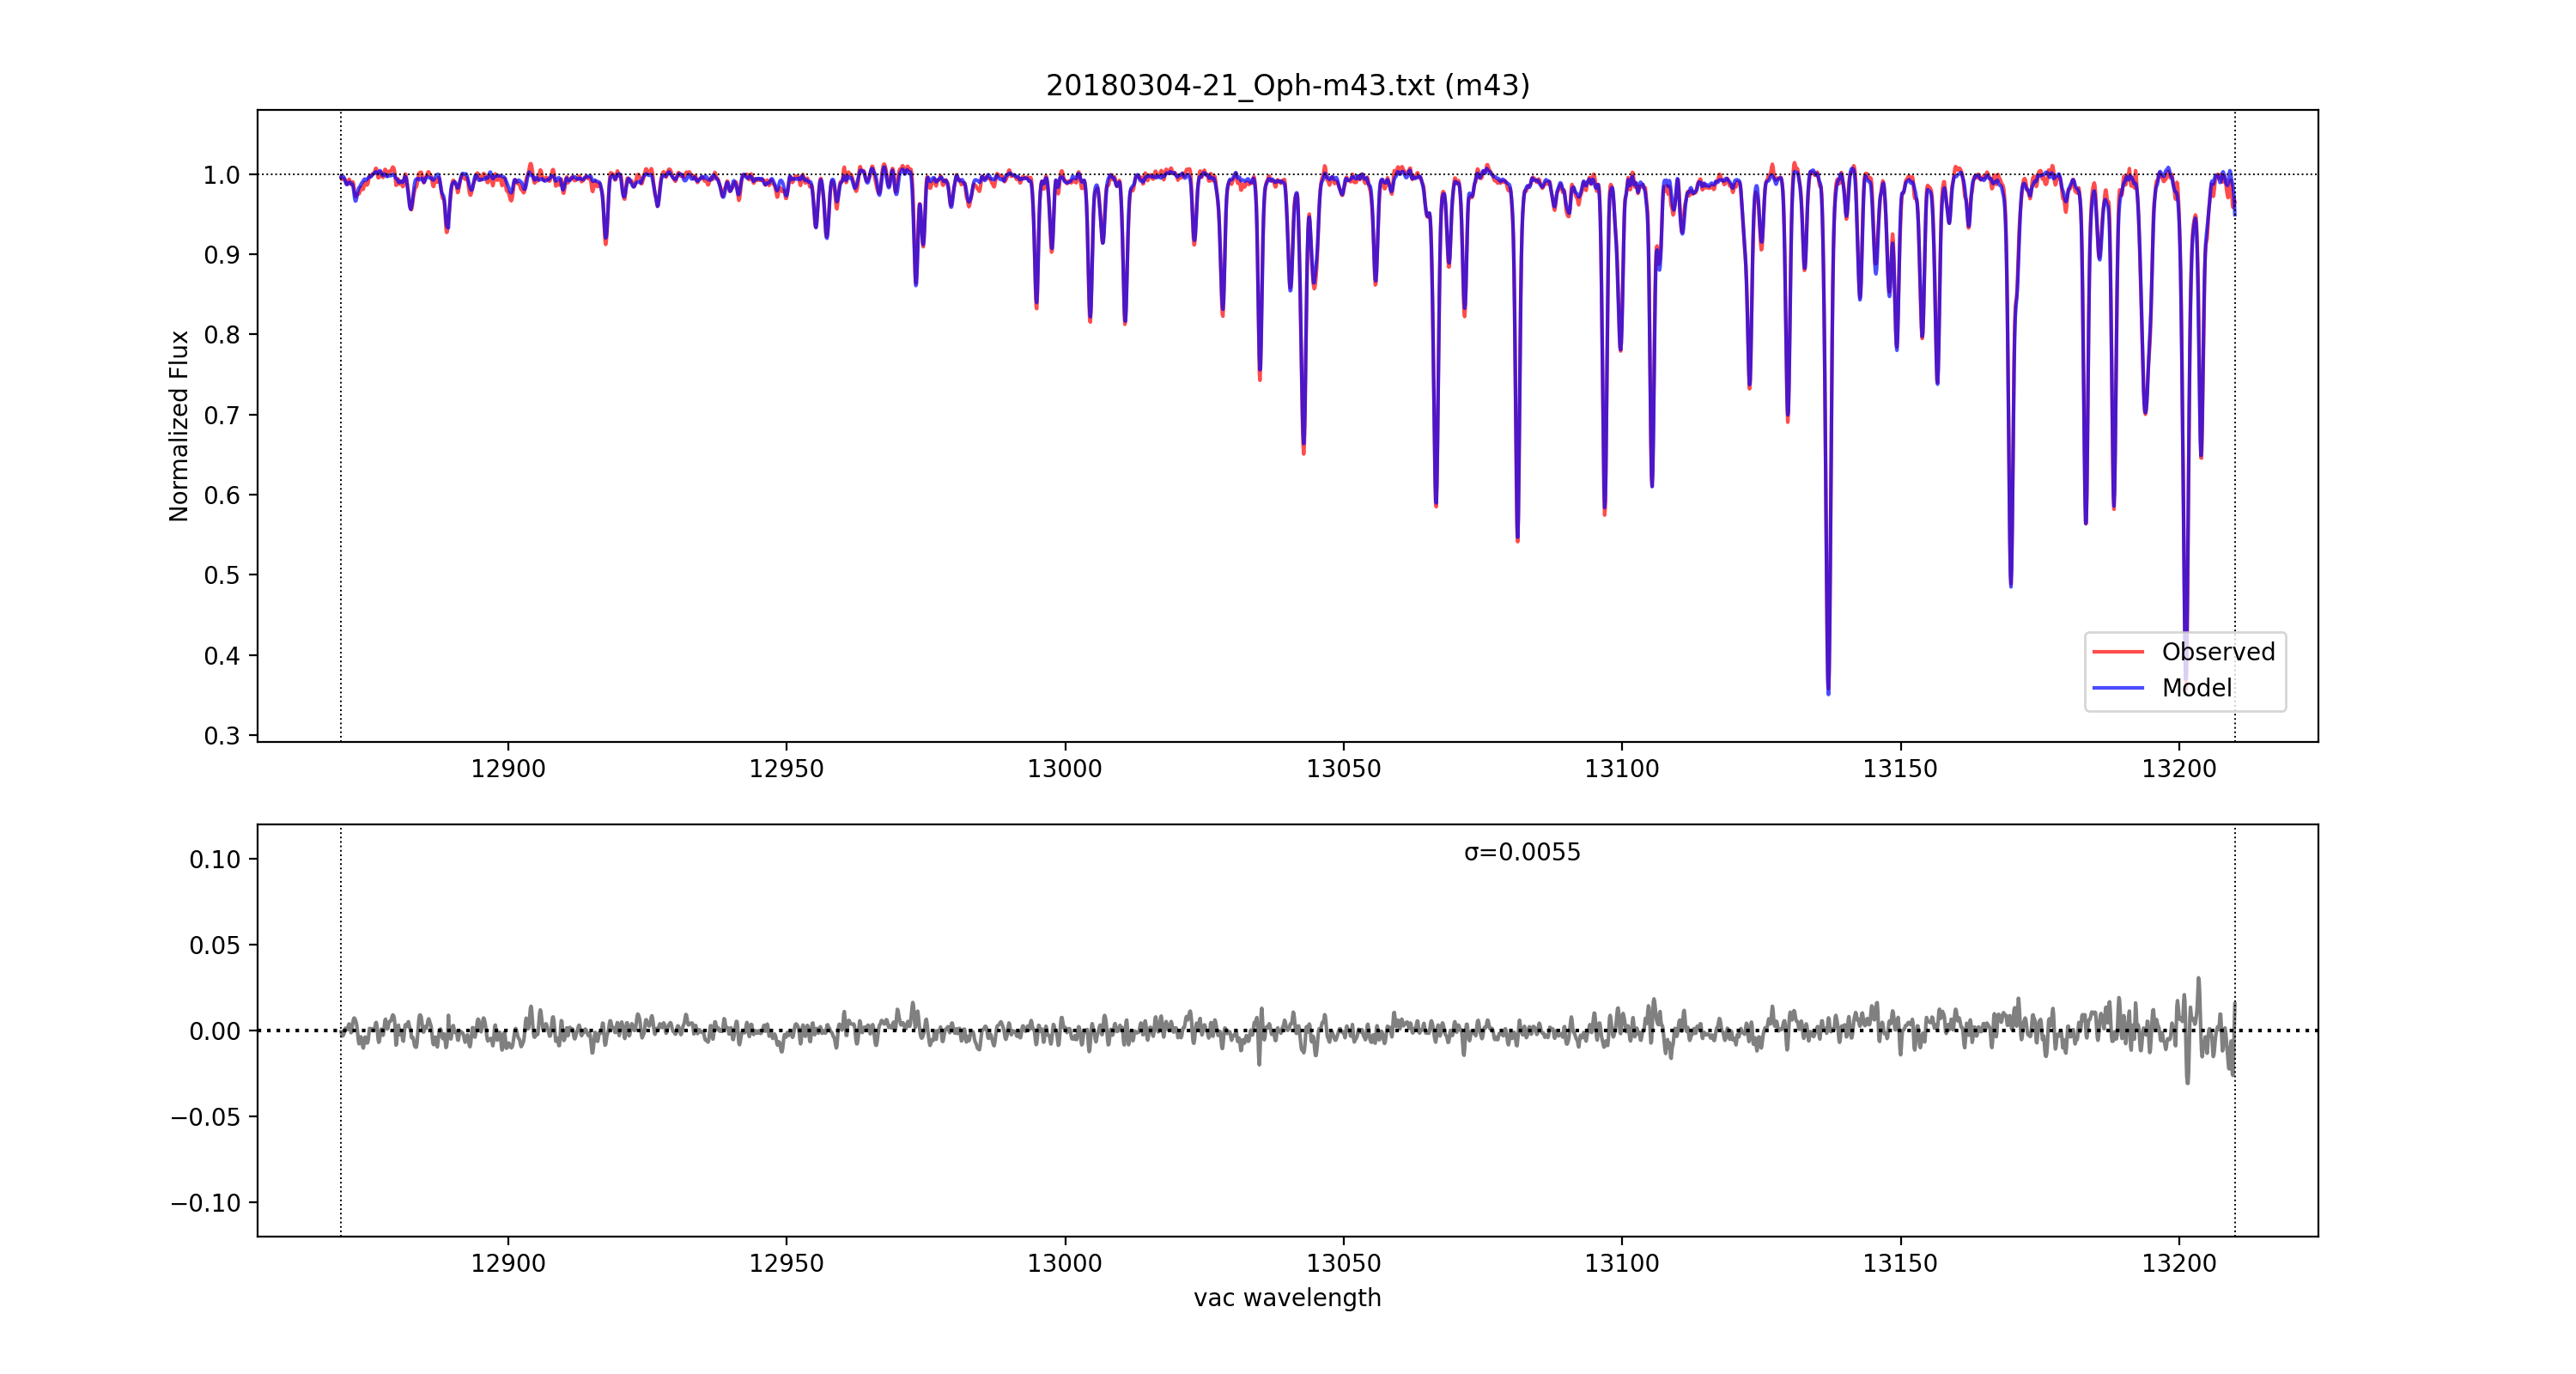 20180304-21_Oph-m43.txt (m43)
Normalized Flux
1.0
0.9
0.8
0.7
0.6
0.5
0.4
0.3
Observed
Model
12900 12950 13000 13050 13100 13150 13200
σ=0.0055
0.10
0.05
0.00
−0.05
−0.10
12900 12950 13000 13050 13100 13150 13200
vac wavelength